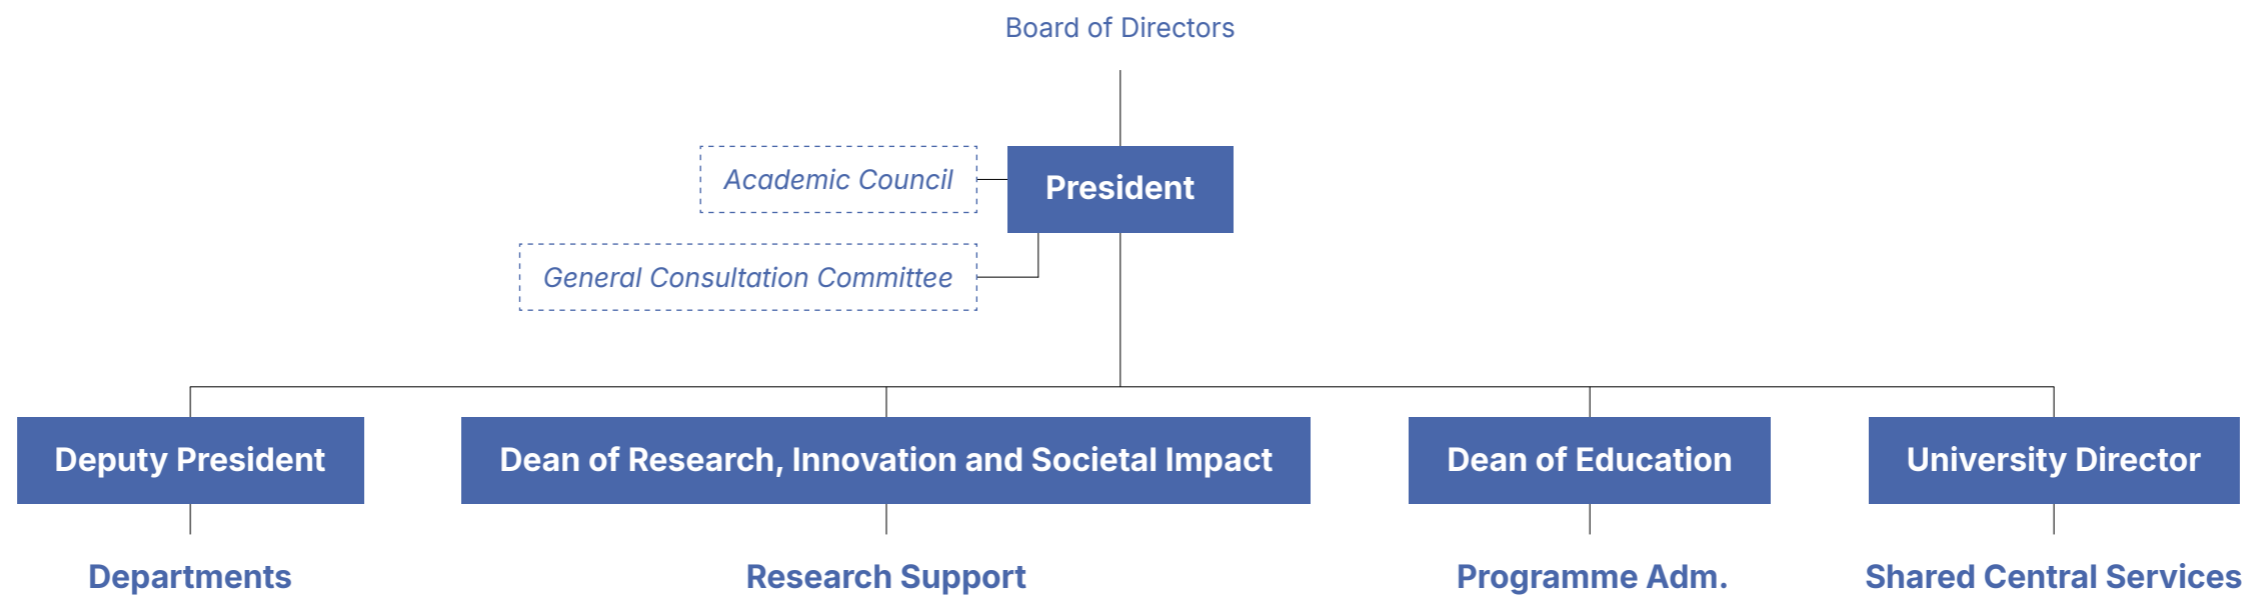 Board of Directors
Academic Council
President
General Consultation Committee
Deputy President
Dean of Research, Innovation and Societal Impact
Dean of Education
University Director
Departments
Research Support
Programme Adm.
Shared Central Services